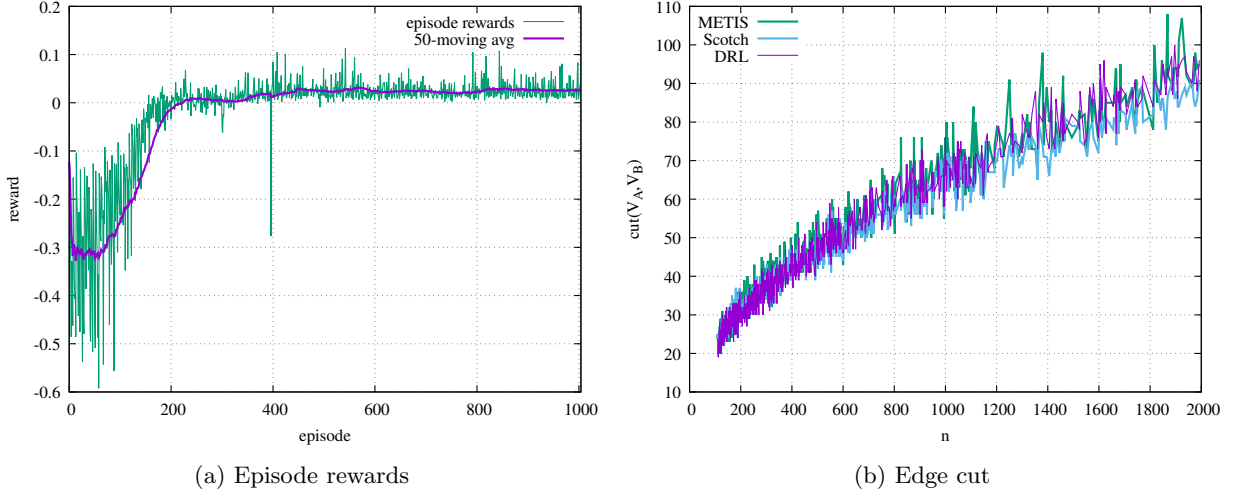 0.2
0.1
0
-0.1
-0.2
-0.3
-0.4
-0.5
-0.6
reward
0 200 400 600 800 1000
episode
episode rewards
50-moving avg
(a) Episode rewards
110
100
90
80
70
60
50
40
30
20
10
cut(V_A, V_B)
0 200 400 600 800 1000 1200 1400 1600 1800 2000
n
METIS
Scotch
DRL
(b) Edge cut